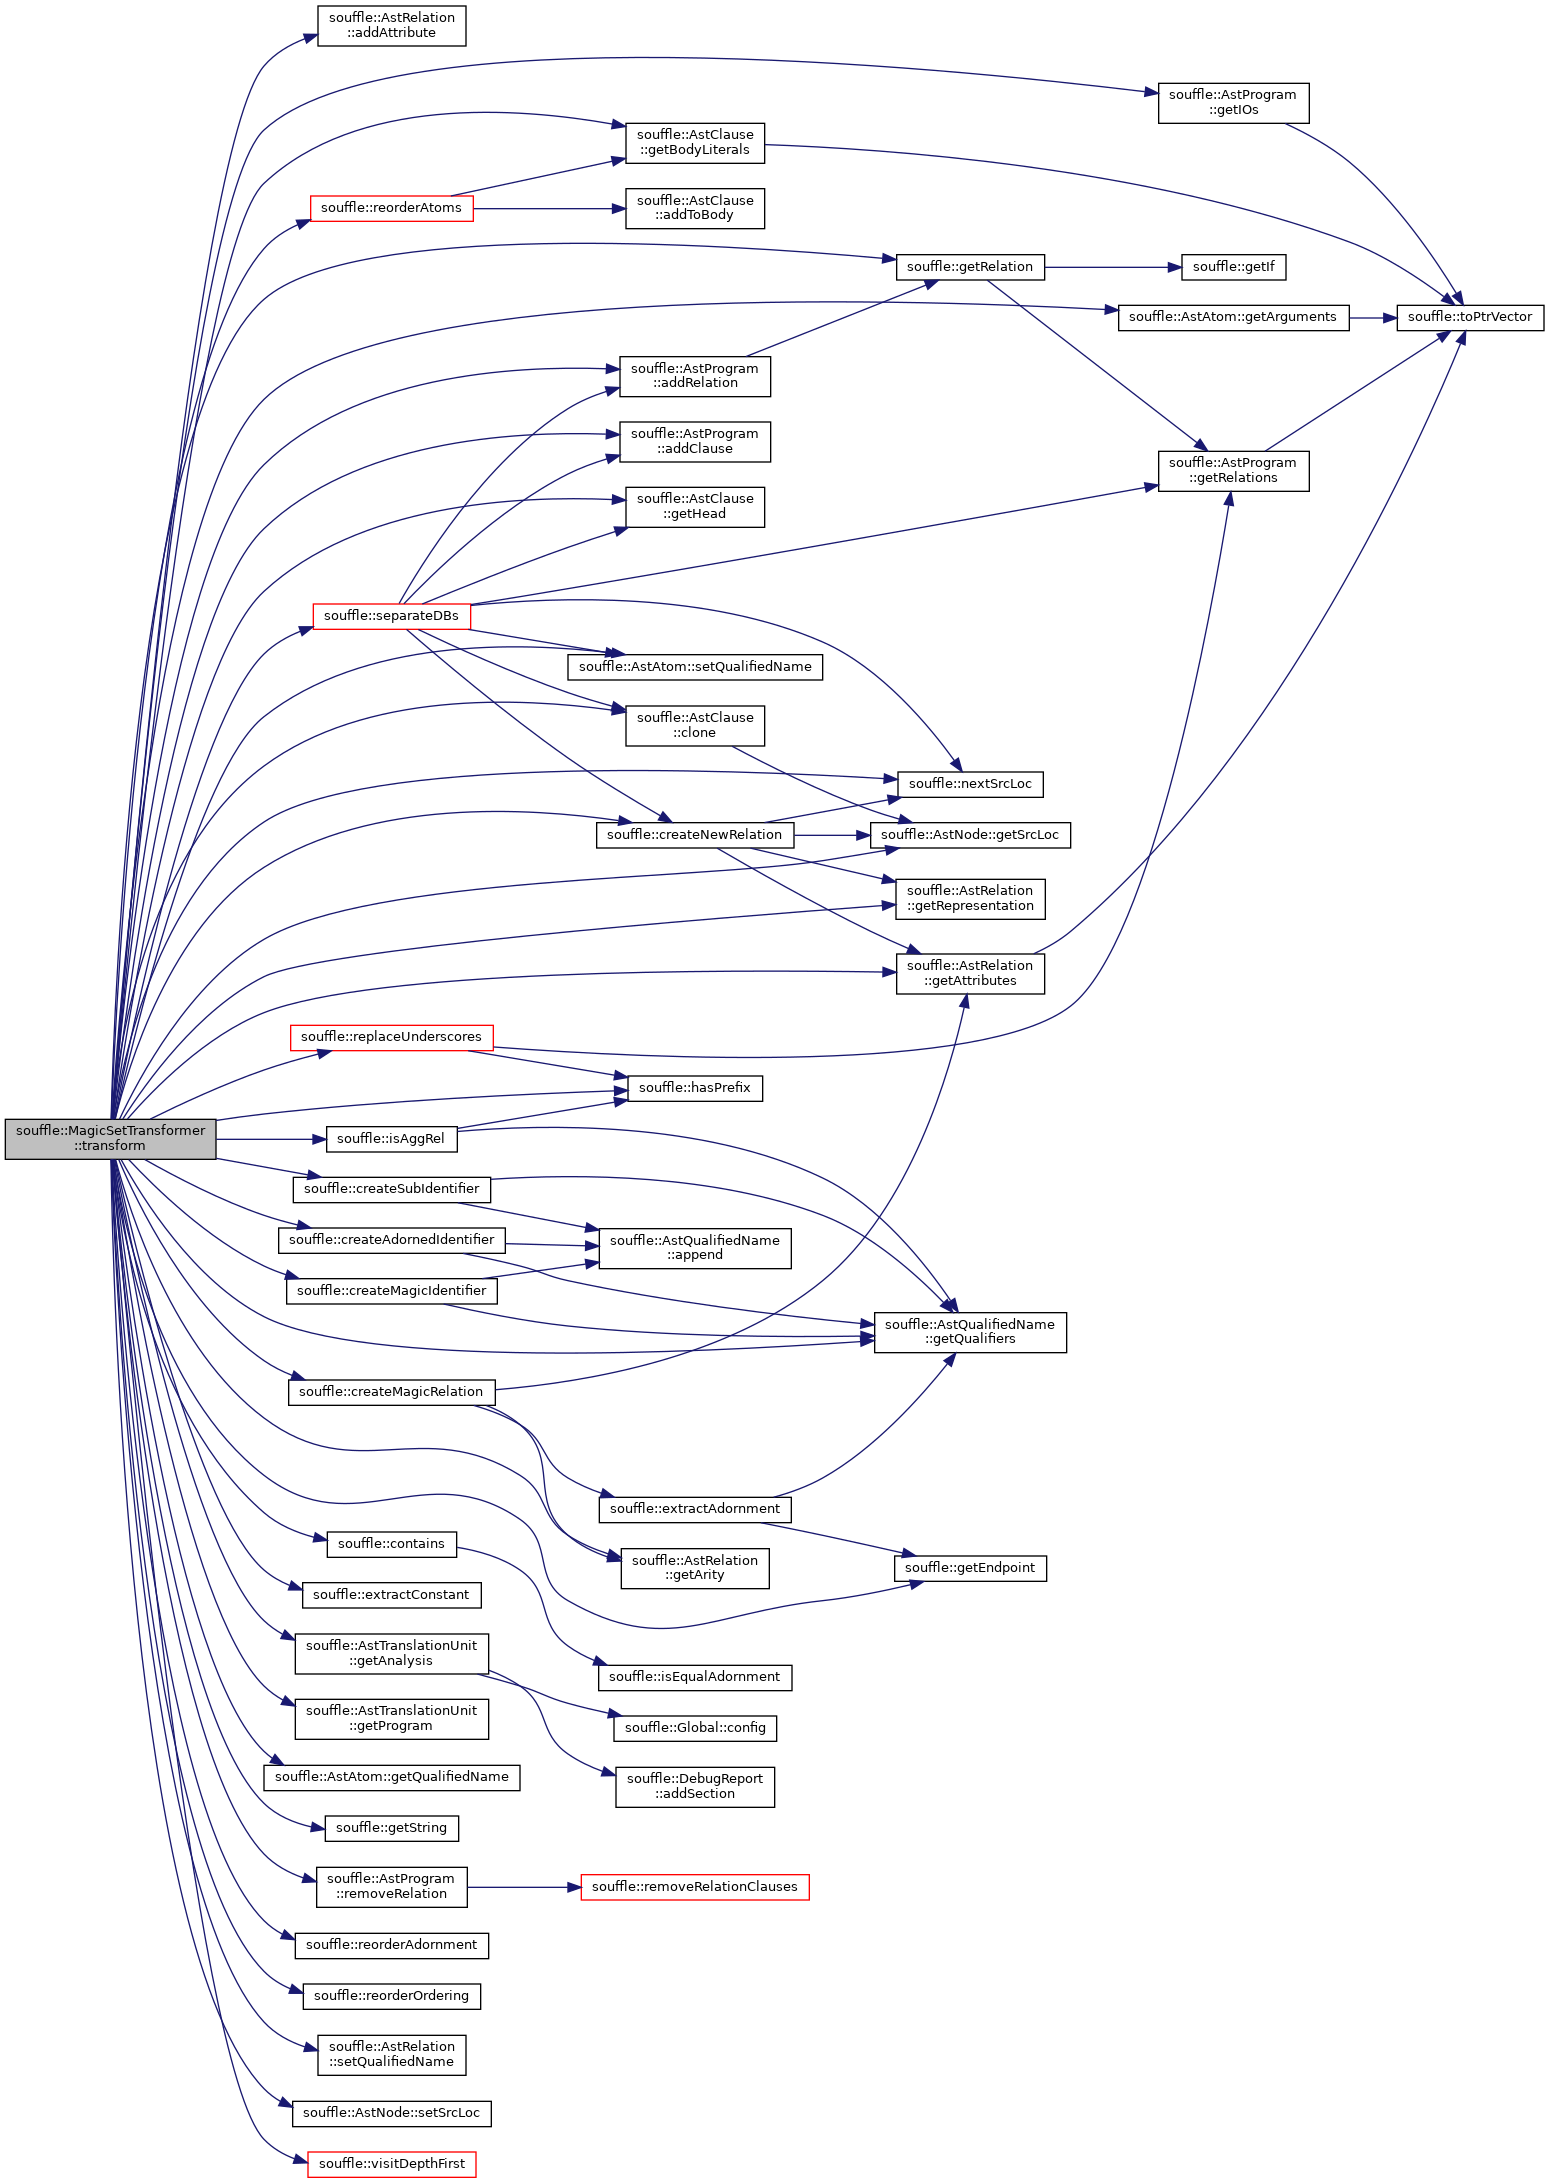 souffle::AstRelation
::addAttribute
souffle::AstProgram
::getIOs
souffle::AstClause
::getBodyLiterals
souffle::reorderAtoms
souffle::AstClause
::addToBody
souffle::getRelation
souffle::getIf
souffle::AstAtom::getArguments
souffle::toPtrVector
souffle::AstProgram
::addRelation
souffle::AstProgram
::addClause
souffle::AstProgram
::getRelations
souffle::AstClause
::getHead
souffle::separateDBs
souffle::AstAtom::setQualifiedName
souffle::AstClause
::clone
souffle::nextSrcLoc
souffle::createNewRelation
souffle::AstNode::getSrcLoc
souffle::AstRelation
::getRepresentation
souffle::AstRelation
::getAttributes
souffle::replaceUnderscores
souffle::hasPrefix
souffle::MagicSetTransformer
::transform
souffle::isAggRel
souffle::createSubIdentifier
souffle::createAdornedIdentifier
souffle::AstQualifiedName
::append
souffle::createMagicIdentifier
souffle::AstQualifiedName
::getQualifiers
souffle::createMagicRelation
souffle::extractAdornment
souffle::contains
souffle::AstRelation
::getArity
souffle::getEndpoint
souffle::extractConstant
souffle::AstTranslationUnit
::getAnalysis
souffle::isEqualAdornment
souffle::AstTranslationUnit
::getProgram
souffle::Global::config
souffle::AstAtom::getQualifiedName
souffle::DebugReport
::addSection
souffle::getString
souffle::AstProgram
::removeRelation
souffle::removeRelationClauses
souffle::reorderAdornment
souffle::reorderOrdering
souffle::AstRelation
::setQualifiedName
souffle::AstNode::setSrcLoc
souffle::visitDepthFirst